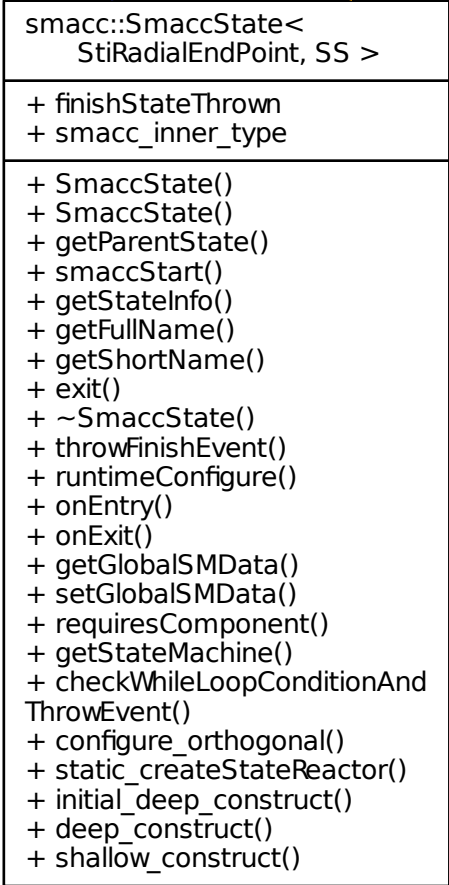 smacc::SmaccState<
StiRadialEndPoint, SS >
+ finishStateThrown
+ smacc_inner_type
+ SmaccState()
+ SmaccState()
+ getParentState()
+ smaccStart()
+ getStateInfo()
+ getFullName()
+ getShortName()
+ exit()
+ ~SmaccState()
+ throwFinishEvent()
+ runtimeConfigure()
+ onEntry()
+ onExit()
+ getGlobalSMData()
+ setGlobalSMData()
+ requiresComponent()
+ getStateMachine()
+ checkWhileLoopConditionAnd
ThrowEvent()
+ configure_orthogonal()
+ static_createStateReactor()
+ initial_deep_construct()
+ deep_construct()
+ shallow_construct()